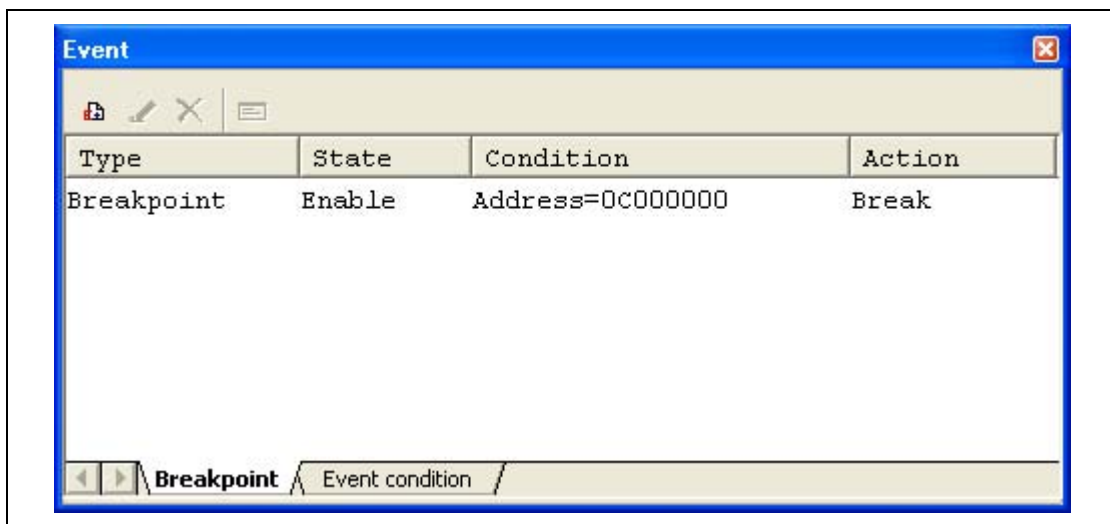 Event
Type State Condition Action
Breakpoint Enable Address=0C000000 Break
Breakpoint Event condition